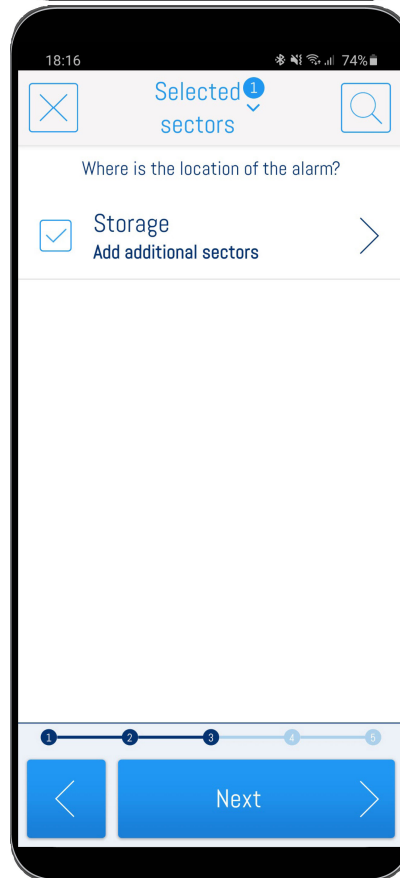 18:16 74%
Selected 1
sectors
Where is the location of the alarm?
Storage
Add additional sectors
1 2 3 4 5
Next